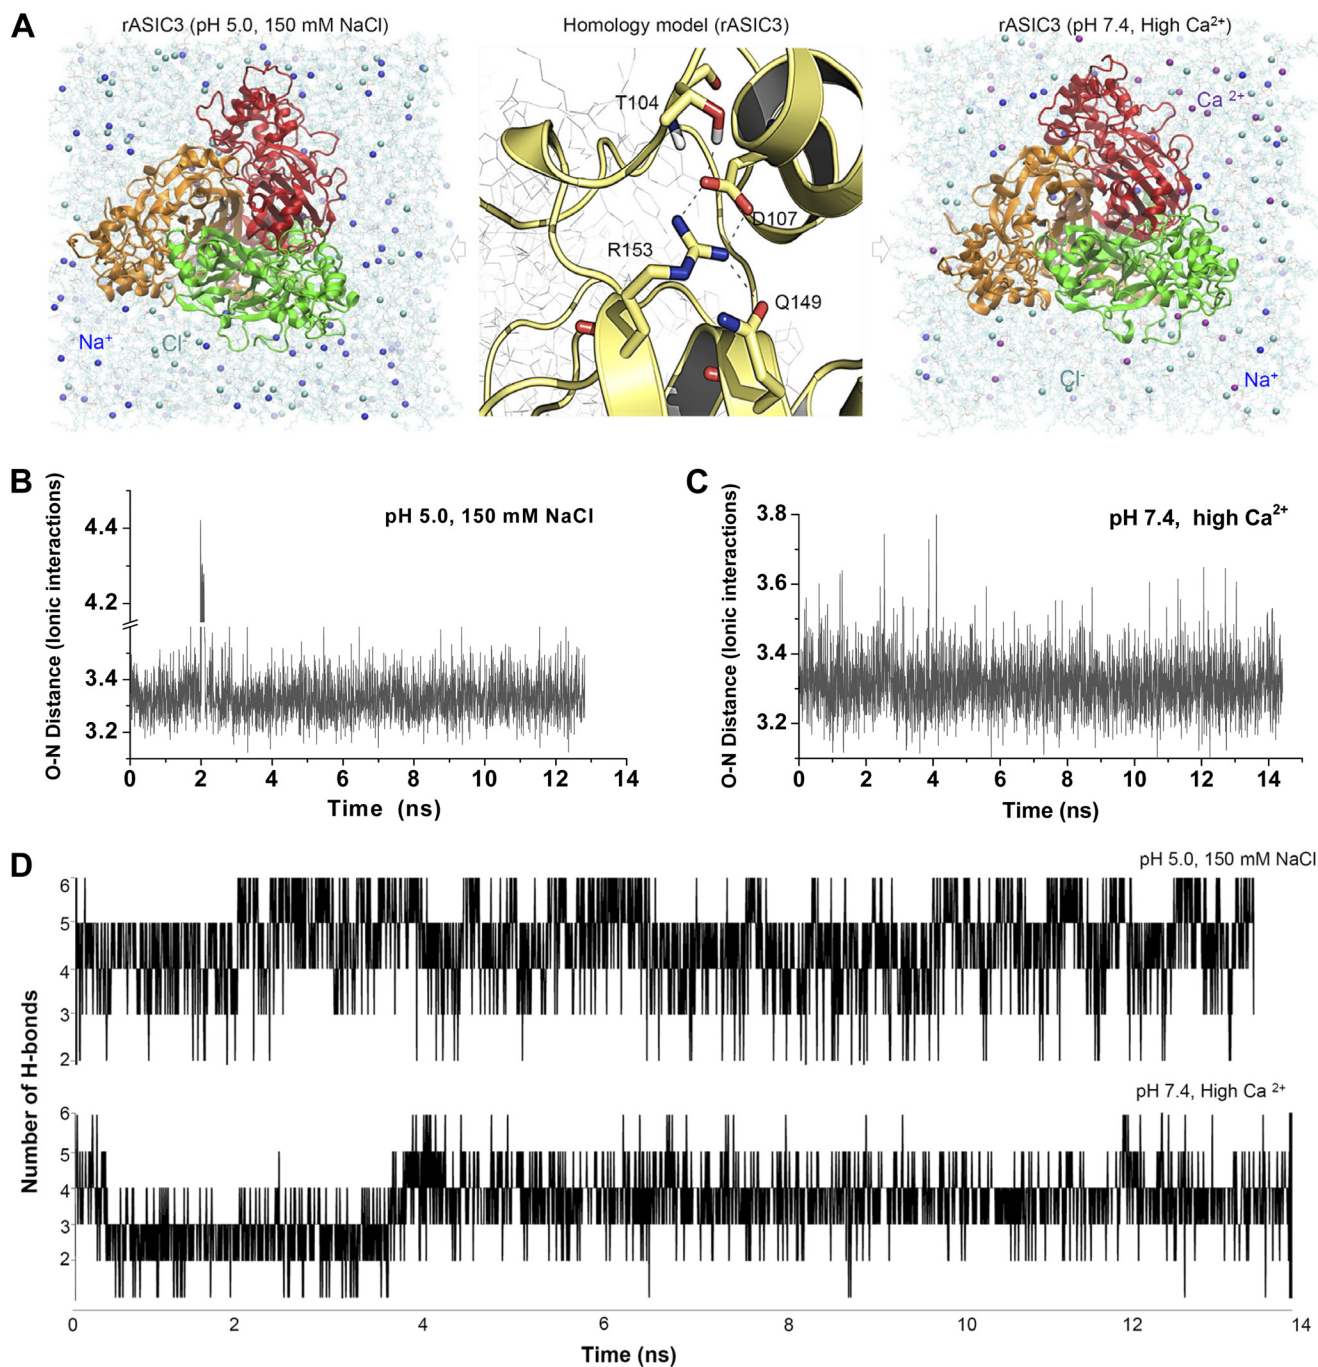 A
rASIC3 (pH 5.0, 150 mM NaCl)
Homology model (rASIC3)
rASIC3 (pH 7.4, High Ca²⁺)
T104
D107
R153
Q149
Na⁺
Cl⁻
Ca ²⁺
Cl⁻
Na⁺
B
pH 5.0, 150 mM NaCl
O-N Distance (Ionic interactions)
4.4
4.2
3.4
3.2
0 2 4 6 8 10 12 14
Time (ns)
C
pH 7.4, high Ca²⁺
O-N Distance (Ionic interactions)
3.8
3.6
3.4
3.2
0 2 4 6 8 10 12 14
Time (ns)
D
pH 5.0, 150 mM NaCl
6
5
4
3
2
Number of H-bonds
pH 7.4, High Ca ²⁺
6
5
4
3
2
0 2 4 6 8 10 12 14
Time (ns)